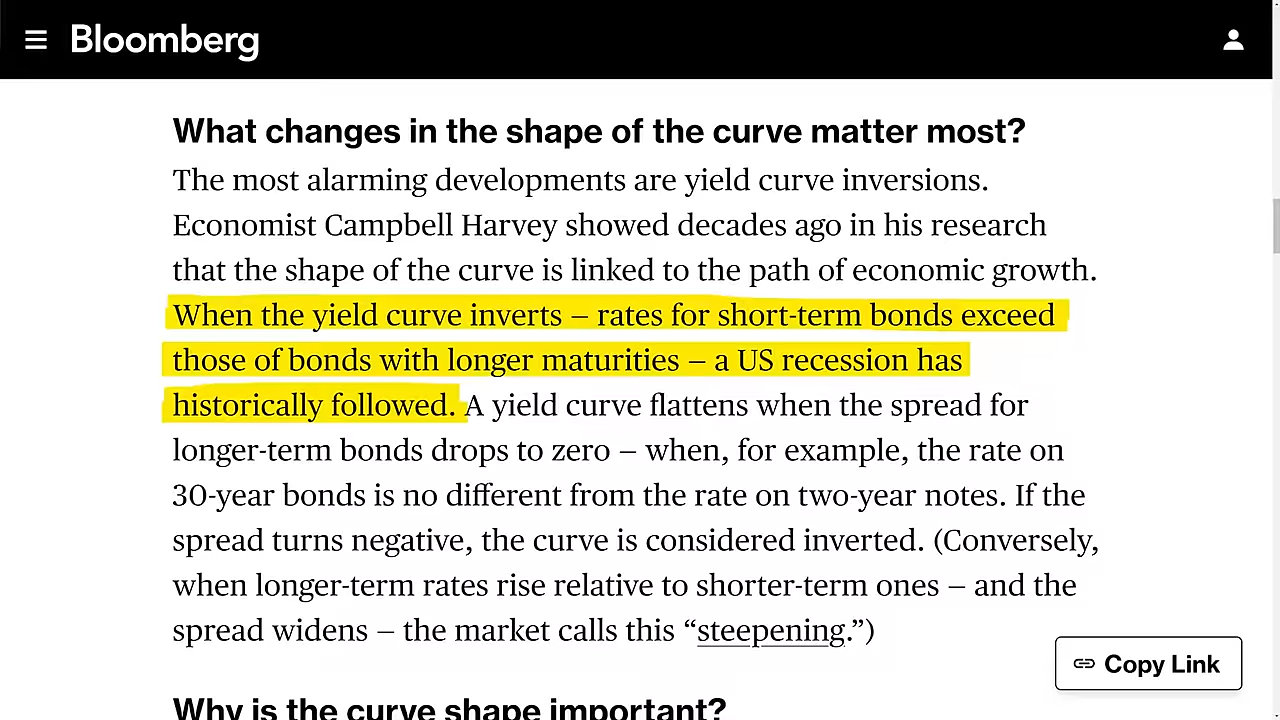 Bloomberg
What changes in the shape of the curve matter most?
The most alarming developments are yield curve inversions.
Economist Campbell Harvey showed decades ago in his research
that the shape of the curve is linked to the path of economic growth.
When the yield curve inverts – rates for short-term bonds exceed
those of bonds with longer maturities – a US recession has
historically followed. A yield curve flattens when the spread for
longer-term bonds drops to zero – when, for example, the rate on
30-year bonds is no different from the rate on two-year notes. If the
spread turns negative, the curve is considered inverted. (Conversely,
when longer-term rates rise relative to shorter-term ones – and the
spread widens – the market calls this “steepening.”)
Copy Link
Why is the curve shape important?